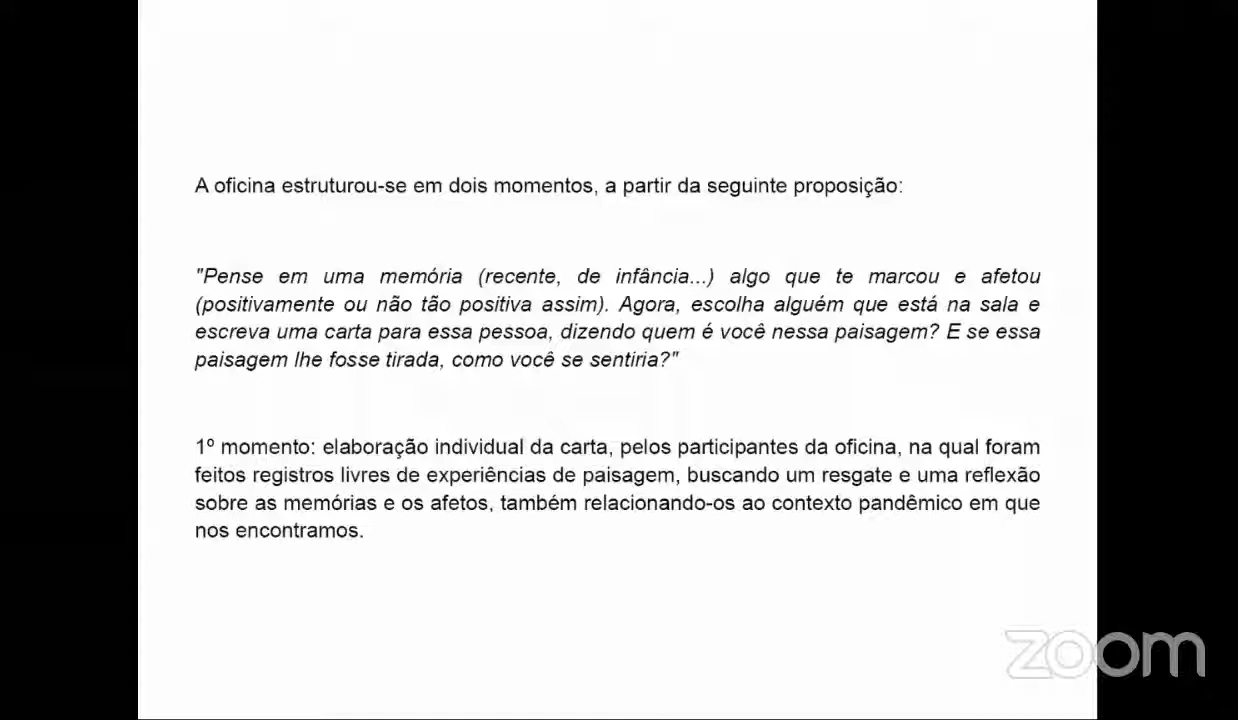 A oficina estruturou-se em dois momentos, a partir da seguinte proposição:
"Pense em uma memória (recente, de infância...) algo que te marcou e afetou
(positivamente ou não tão positiva assim). Agora, escolha alguém que está na sala e
escreva uma carta para essa pessoa, dizendo quem é você nessa paisagem? E se essa
paisagem lhe fosse tirada, como você se sentiria?"
1º momento: elaboração individual da carta, pelos participantes da oficina, na qual foram
feitos registros livres de experiências de paisagem, buscando um resgate e uma reflexão
sobre as memórias e os afetos, também relacionando-os ao contexto pandêmico em que
nos encontramos.
zoom